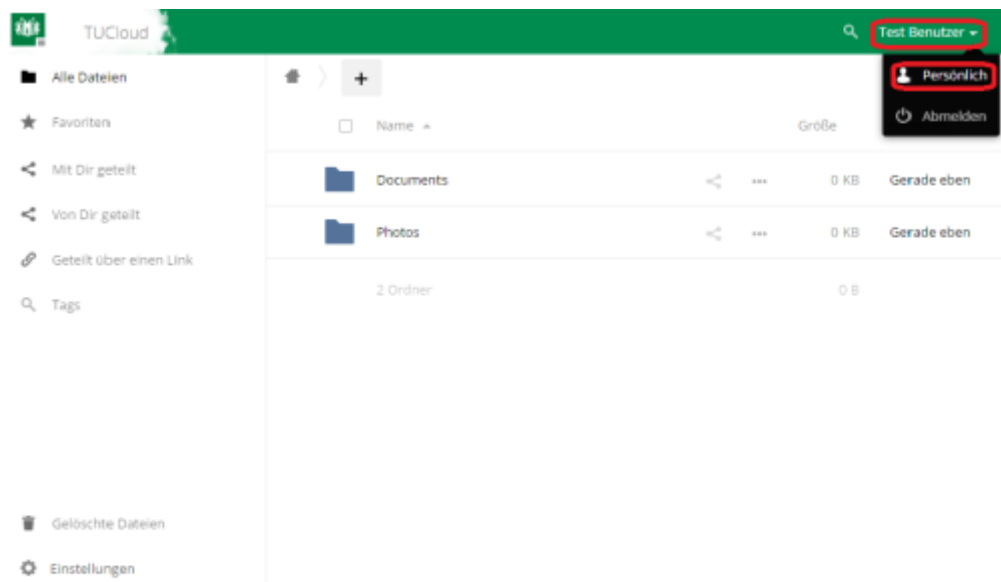 TUCloud
Test Benutzer
Persönlich
Abmelden
Alle Dateien
Favoriten
Mit Dir geteilt
Von Dir geteilt
Geteilt über einen Link
Tags
+
Name
Größe
Documents
0 KB Gerade eben
Photos
0 KB Gerade eben
2 Ordner
0 B
Gelöschte Dateien
Einstellungen